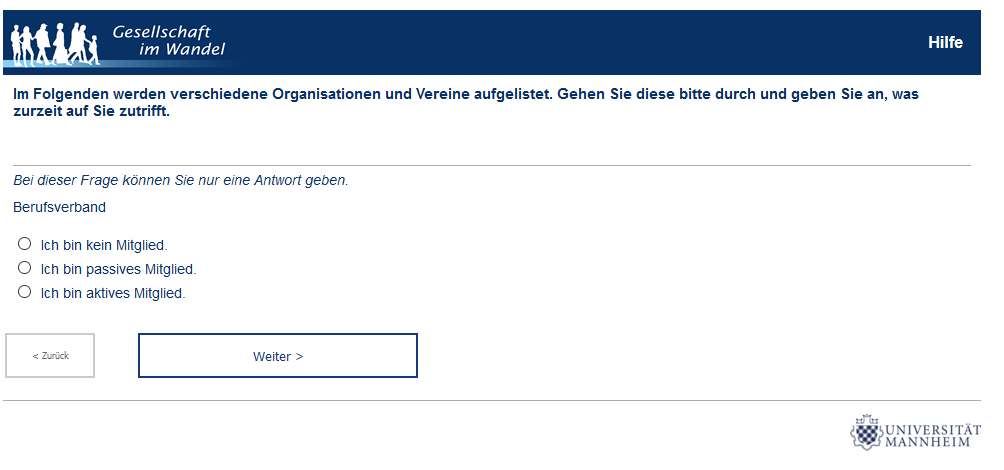 Gesellschaft
im Wandel
Hilfe
Im Folgenden werden verschiedene Organisationen und Vereine aufgelistet. Gehen Sie diese bitte durch und geben Sie an, was
zurzeit auf Sie zutrifft.
Bei dieser Frage können Sie nur eine Antwort geben.
Berufsverband
Ich bin kein Mitglied.
Ich bin passives Mitglied.
Ich bin aktives Mitglied.
< Zurück
Weiter >
UNIVERSITÄT
MANNHEIM